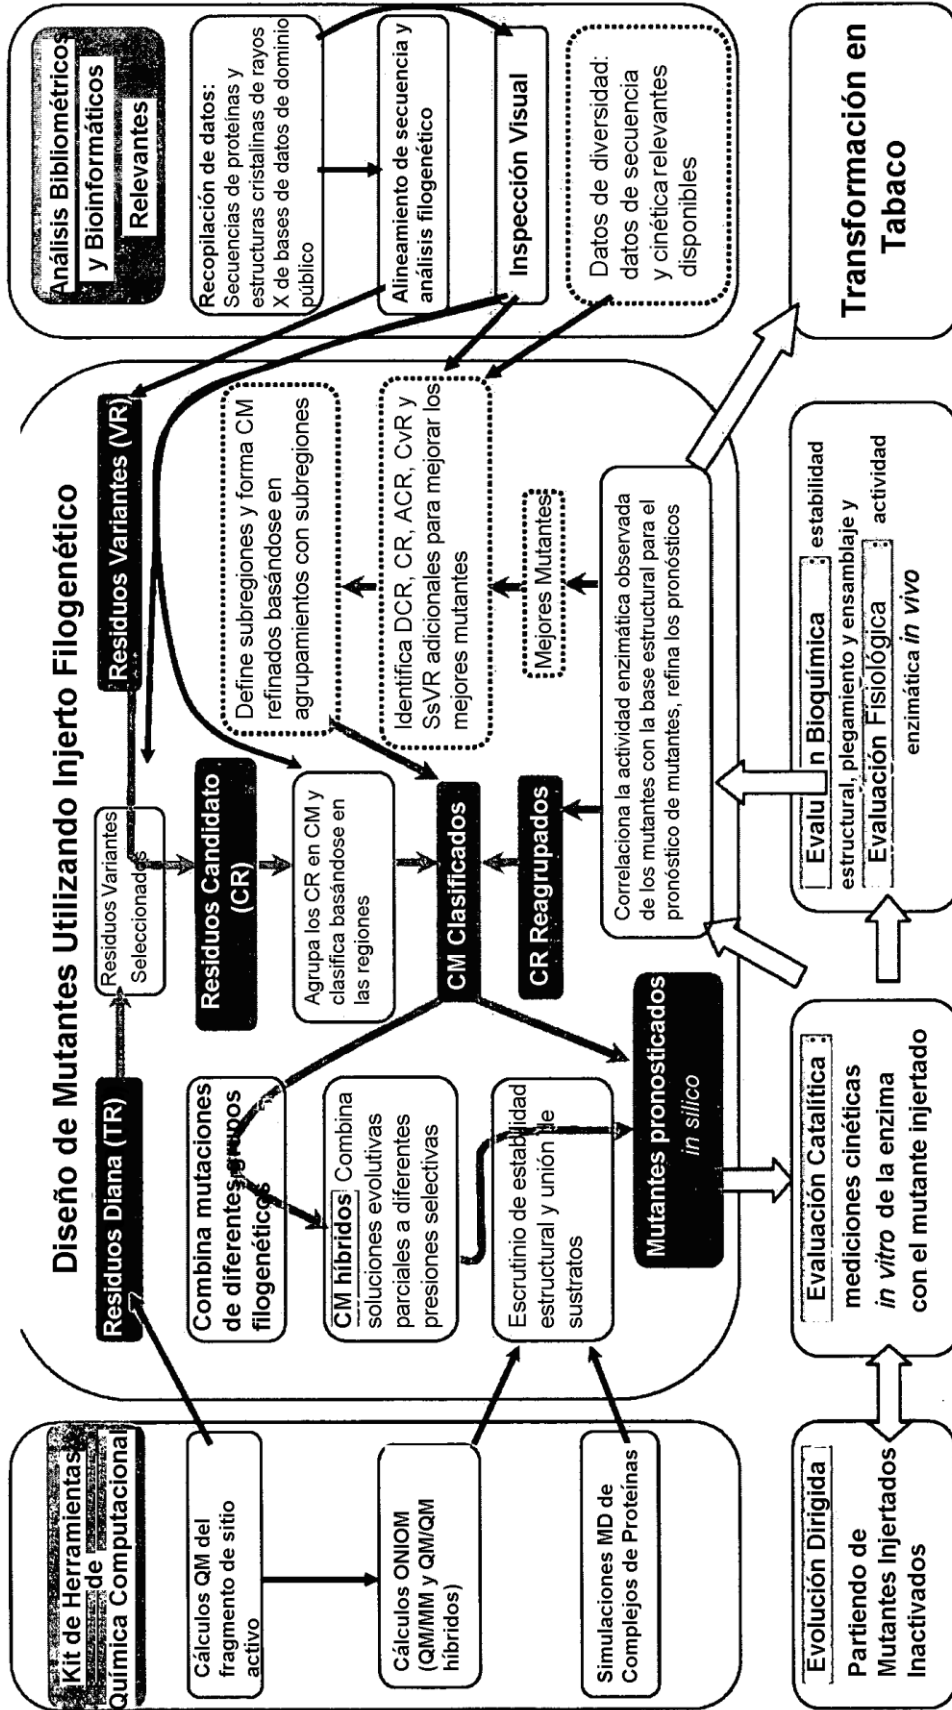 Diseño de Mutantes Utilizando Injerto Filogenético
Kit de Herramientas
de
Química Computacional
Cálculos QM del
fragmento de sitio
activo
Cálculos ONIOM
(QM/MM y QM/QM
híbridos)
Simulaciones MD de
Complejos de Proteínas
Residuos Diana (TR)
Residuos Variantes
Seleccionados
Residuos Variantes (VR)
Combina mutaciones
de diferentes grupos
filogenéticos
CM híbridos: Combina
soluciones evolutivas
parciales a diferentes
presiones selectivas
Escrutinio de estabilidad
estructural y unión de
sustratos
Mutantes pronosticados
in silico
Residuos Candidato
(CR)
Agrupa los CR en CM y
clasifica basándose en
las regiones
CM Clasificados
CR Reagrupados
Define subregiones y forma CM
refinados basándose en
agrupamientos con subregiones
Identifica DCR, CR, ACR, CvR y
SsVR adicionales para mejorar los
mejores mutantes
Mejores Mutantes
Correlaciona la actividad enzimática observada
de los mutantes con la base estructural para el
pronóstico de mutantes, refina los pronósticos
Análisis Bibliométricos
y Bioinformáticos
Relevantes
Recopilación de datos:
Secuencias de proteínas y
estructuras cristalinas de rayos
X de bases de datos de dominio
público
Alineamiento de secuencia y
análisis filogenético
Inspección Visual
Datos de diversidad:
datos de secuencia
y cinética relevantes
disponibles
Evolución Dirigida
Partiendo de
Mutantes Injertados
Inactivados
Evaluación Catalítica :
mediciones cinéticas
in vitro de la enzima
con el mutante injertado
Evalu n Bioquímica : estabilidad
estructural, plegamiento y ensamblaje y
Evaluación Fisiológica : actividad
enzimática in vivo
Transformación en
Tabaco